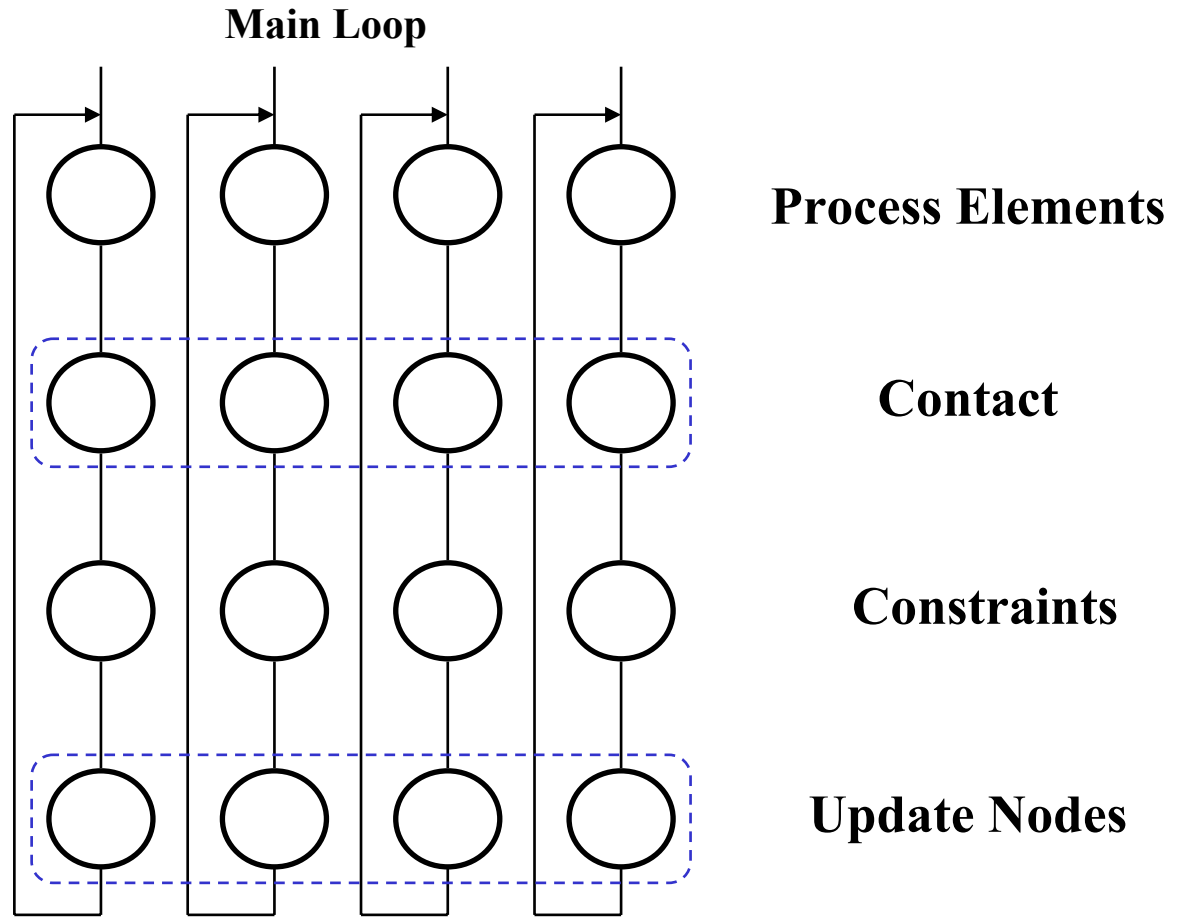 Main Loop
Process Elements
Contact
Constraints
Update Nodes